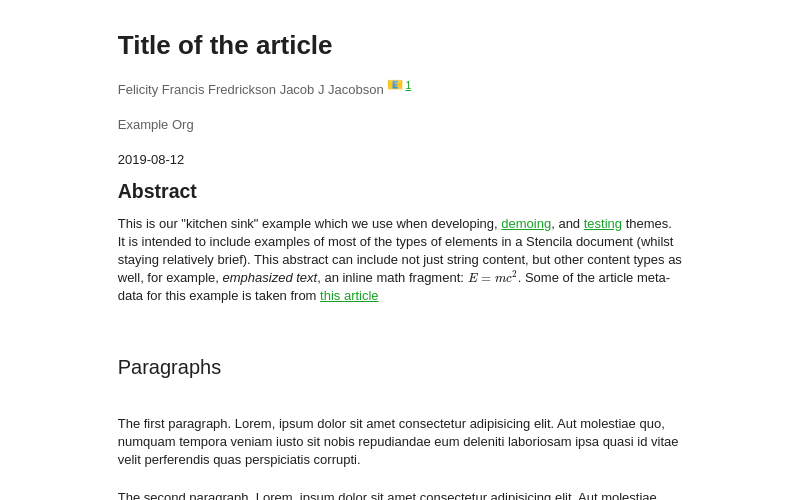 Title of the article
Felicity Francis Fredrickson Jacob J Jacobson 📧 1
Example Org
2019-08-12
Abstract
This is our "kitchen sink" example which we use when developing, demoing, and testing themes.
It is intended to include examples of most of the types of elements in a Stencila document (whilst
staying relatively brief). This abstract can include not just string content, but other content types as
well, for example, emphasized text, an inline math fragment: E = mc². Some of the article meta-
data for this example is taken from this article
Paragraphs
The first paragraph. Lorem, ipsum dolor sit amet consectetur adipisicing elit. Aut molestiae quo,
numquam tempora veniam iusto sit nobis repudiandae eum deleniti laboriosam ipsa quasi id vitae
velit perferendis quas perspiciatis corrupti.
The second paragraph. Lorem, ipsum dolor sit amet consectetur adipisicing elit. Aut molestiae